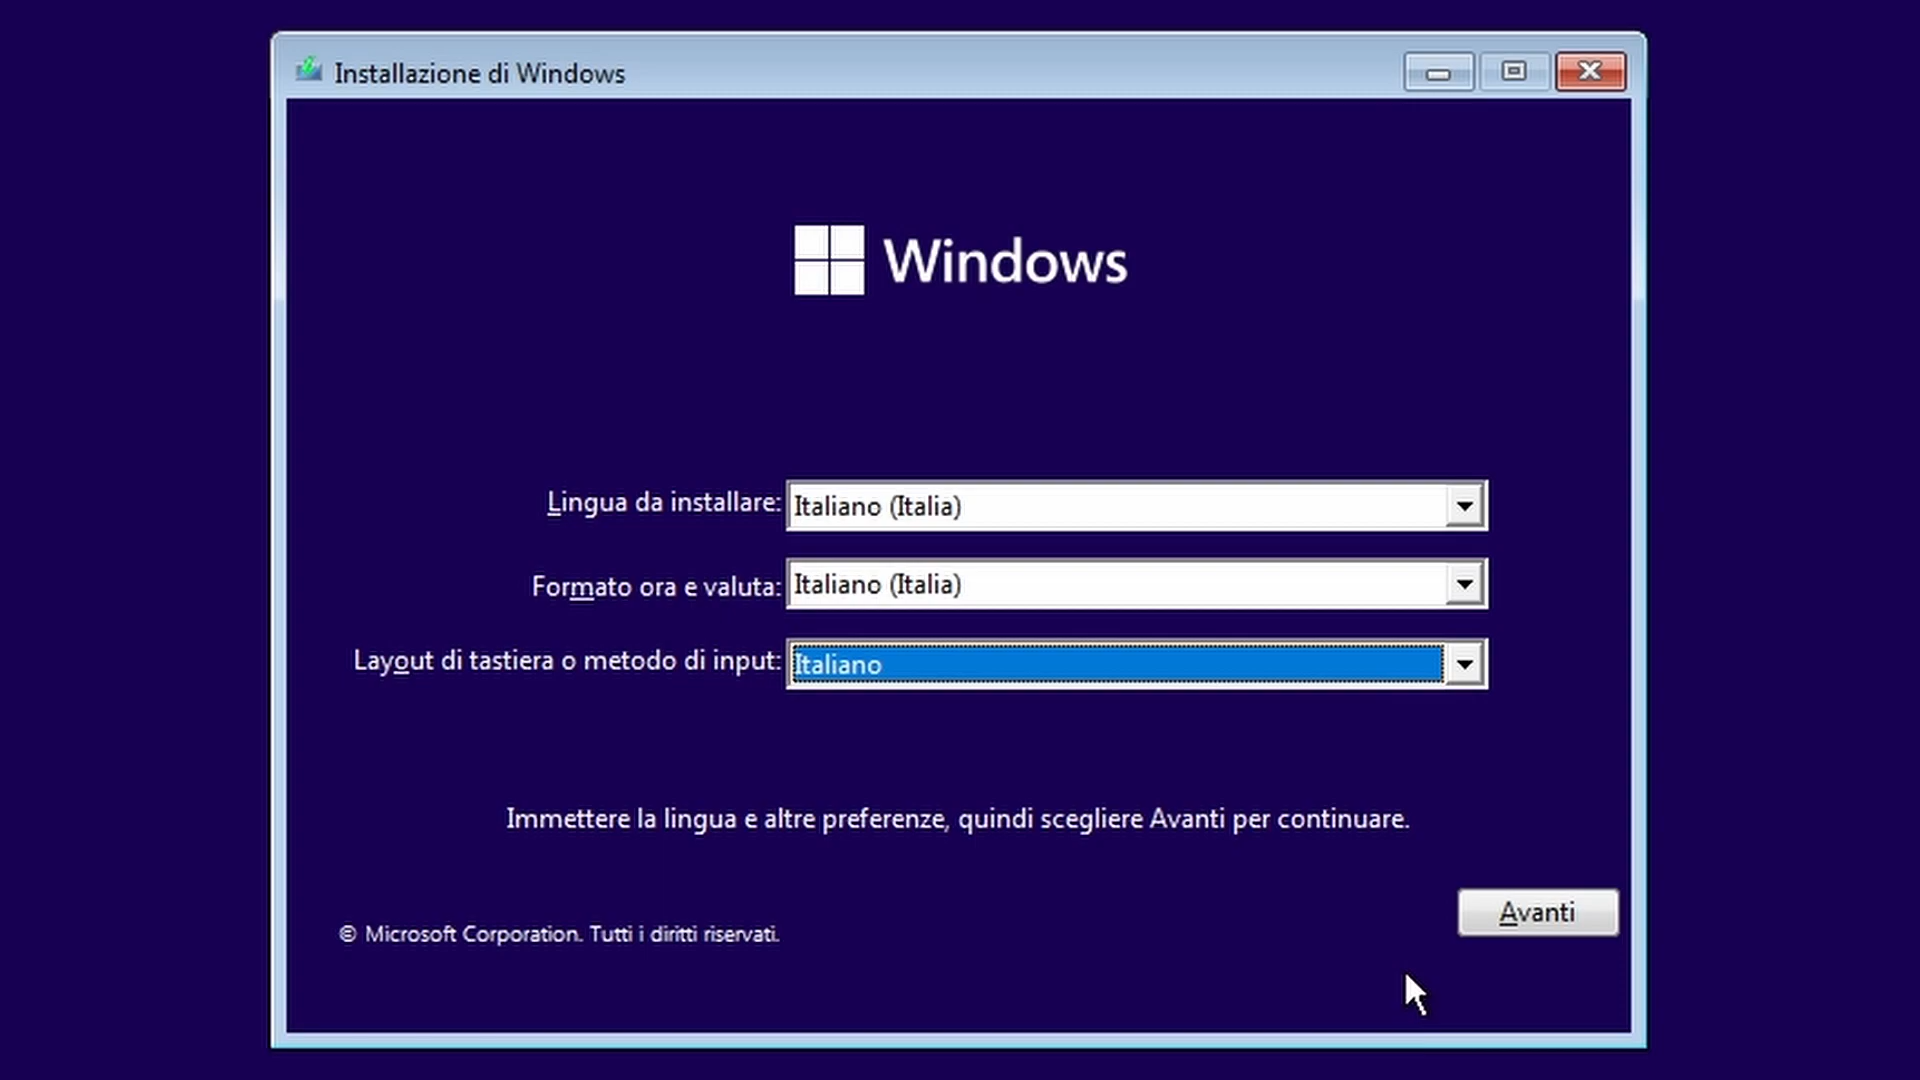 Installazione di Windows
Windows
Lingua da installare: Italiano (Italia)
Formato ora e valuta: Italiano (Italia)
Layout di tastiera o metodo di input: Italiano
Immettere la lingua e altre preferenze, quindi scegliere Avanti per continuare.
Avanti
© Microsoft Corporation. Tutti i diritti riservati.